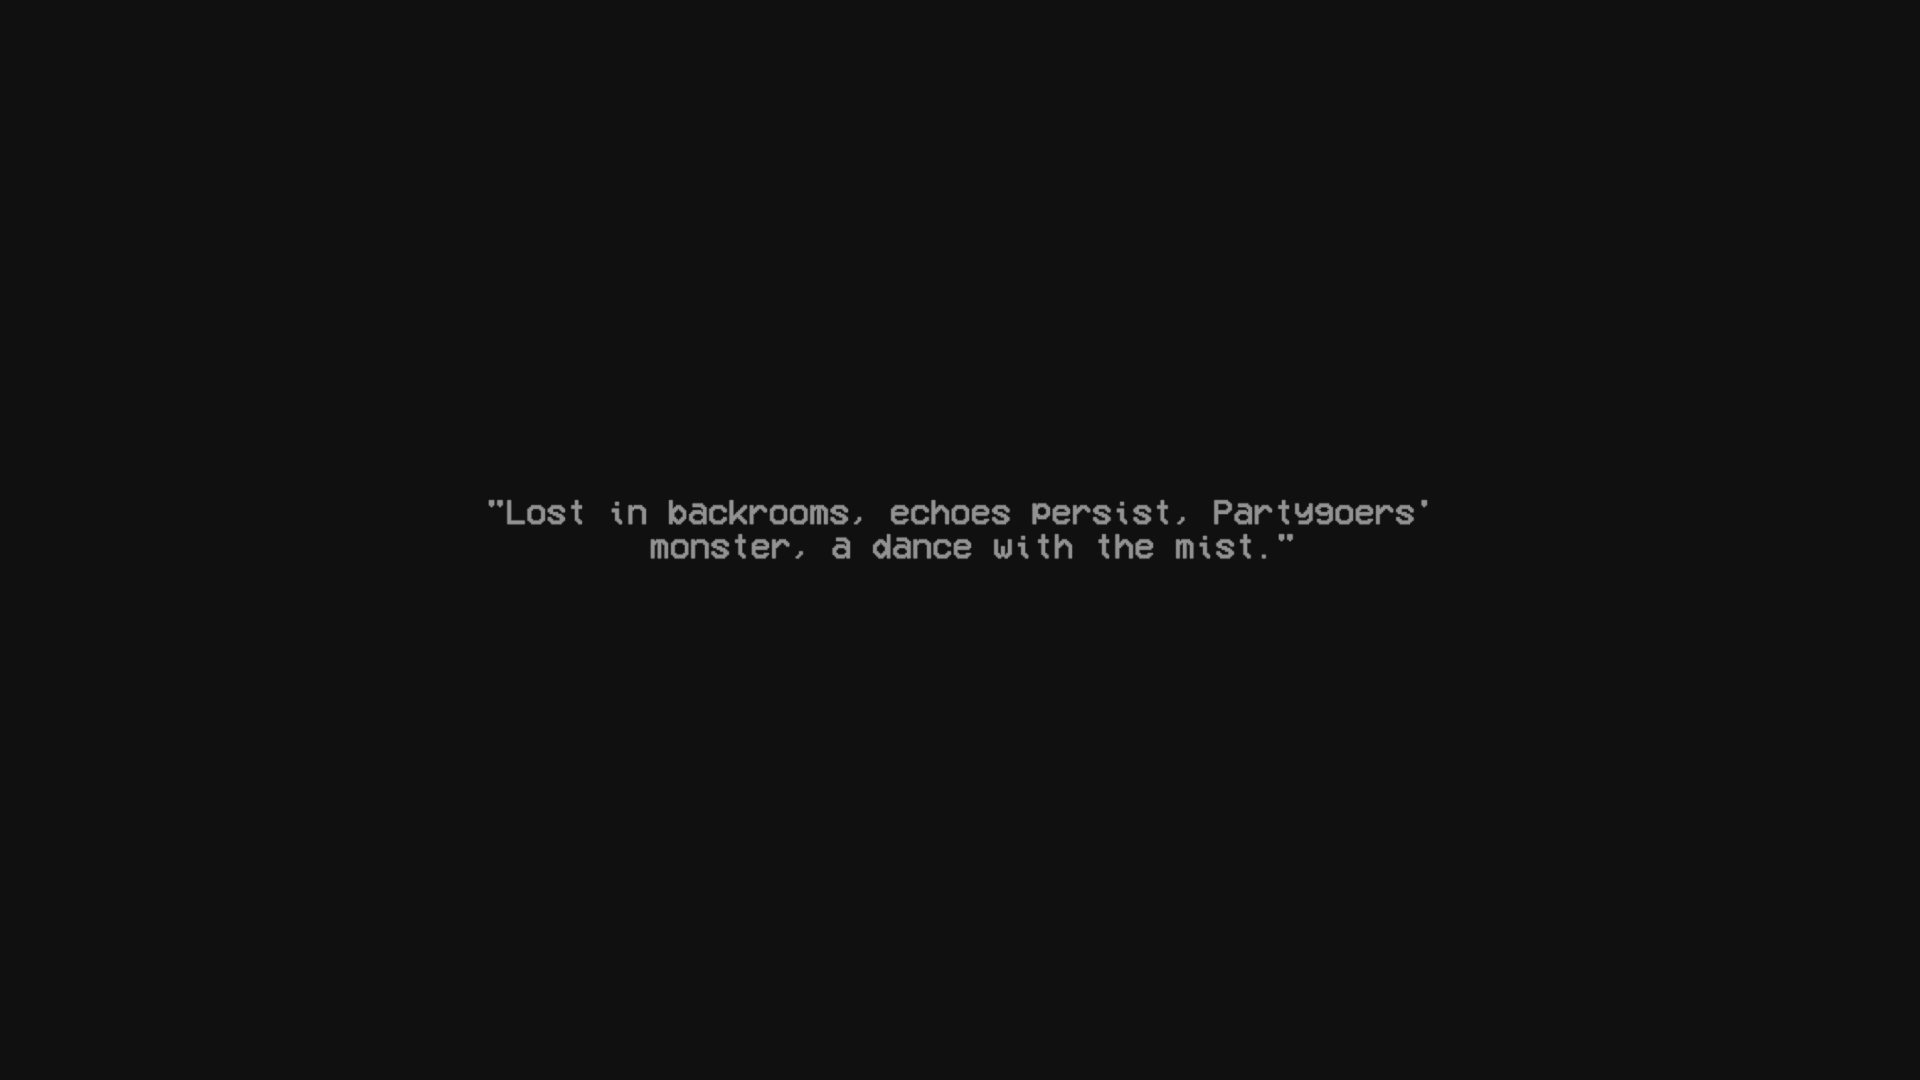 "Lost in backrooms, echoes persist, Partygoers'
monster, a dance with the mist."